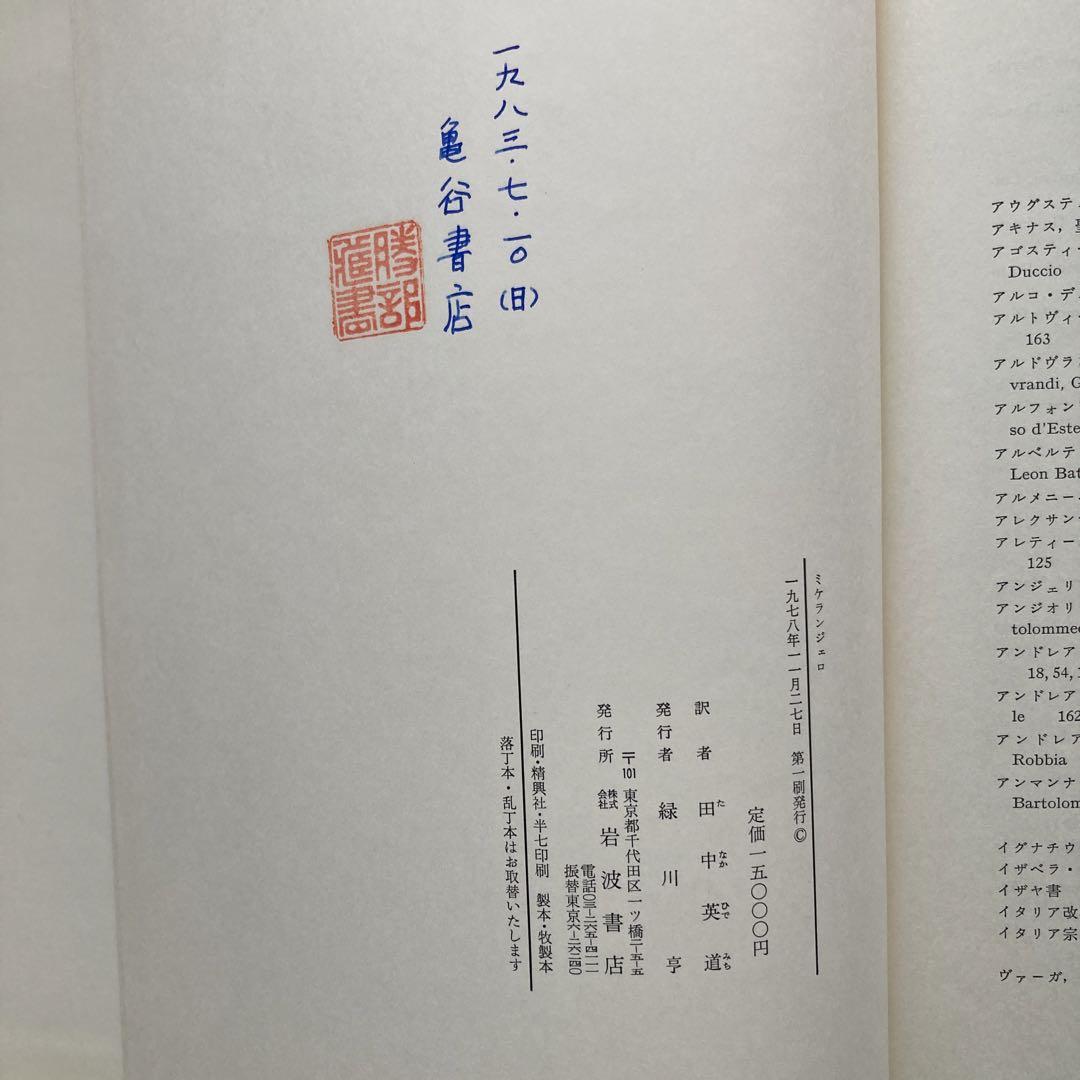 一九八三・七・一〇(日)
亀谷書店
勝部
蔵書
ミケランジェロ
一九七八年一一月二七日 第一刷発行©
定価一五〇〇〇円
訳者 田中英道
た なか ひで みち
発行者 緑川亨
〒101 東京都千代田区一ツ橋二-五-五
発行所 株式会社 岩波書店
電話〇三-二六五-四一一一
振替東京六-二六二四〇
印刷・精興社・半七印刷 製本・牧製本
落丁本・乱丁本はお取替いたします
アウグスティ
アキナス,
アゴスティ
Duccio
アルコ・デ
アルトヴィ
163
アルドヴラ
vrandi, G
アルフォン
so d'Este
アルベルテ
Leon Bat
アルメニー
アレクサン
アレティー
125
アンジェリ
アンジオリ
tolomme
アンドレア
18, 54,
アンドレア
le 162
アンドレア
Robbia
アンマンナ
Bartolom
イグナチウ
イザベラ・
イザヤ書
イタリア改
イタリア宗
ヴァーガ,